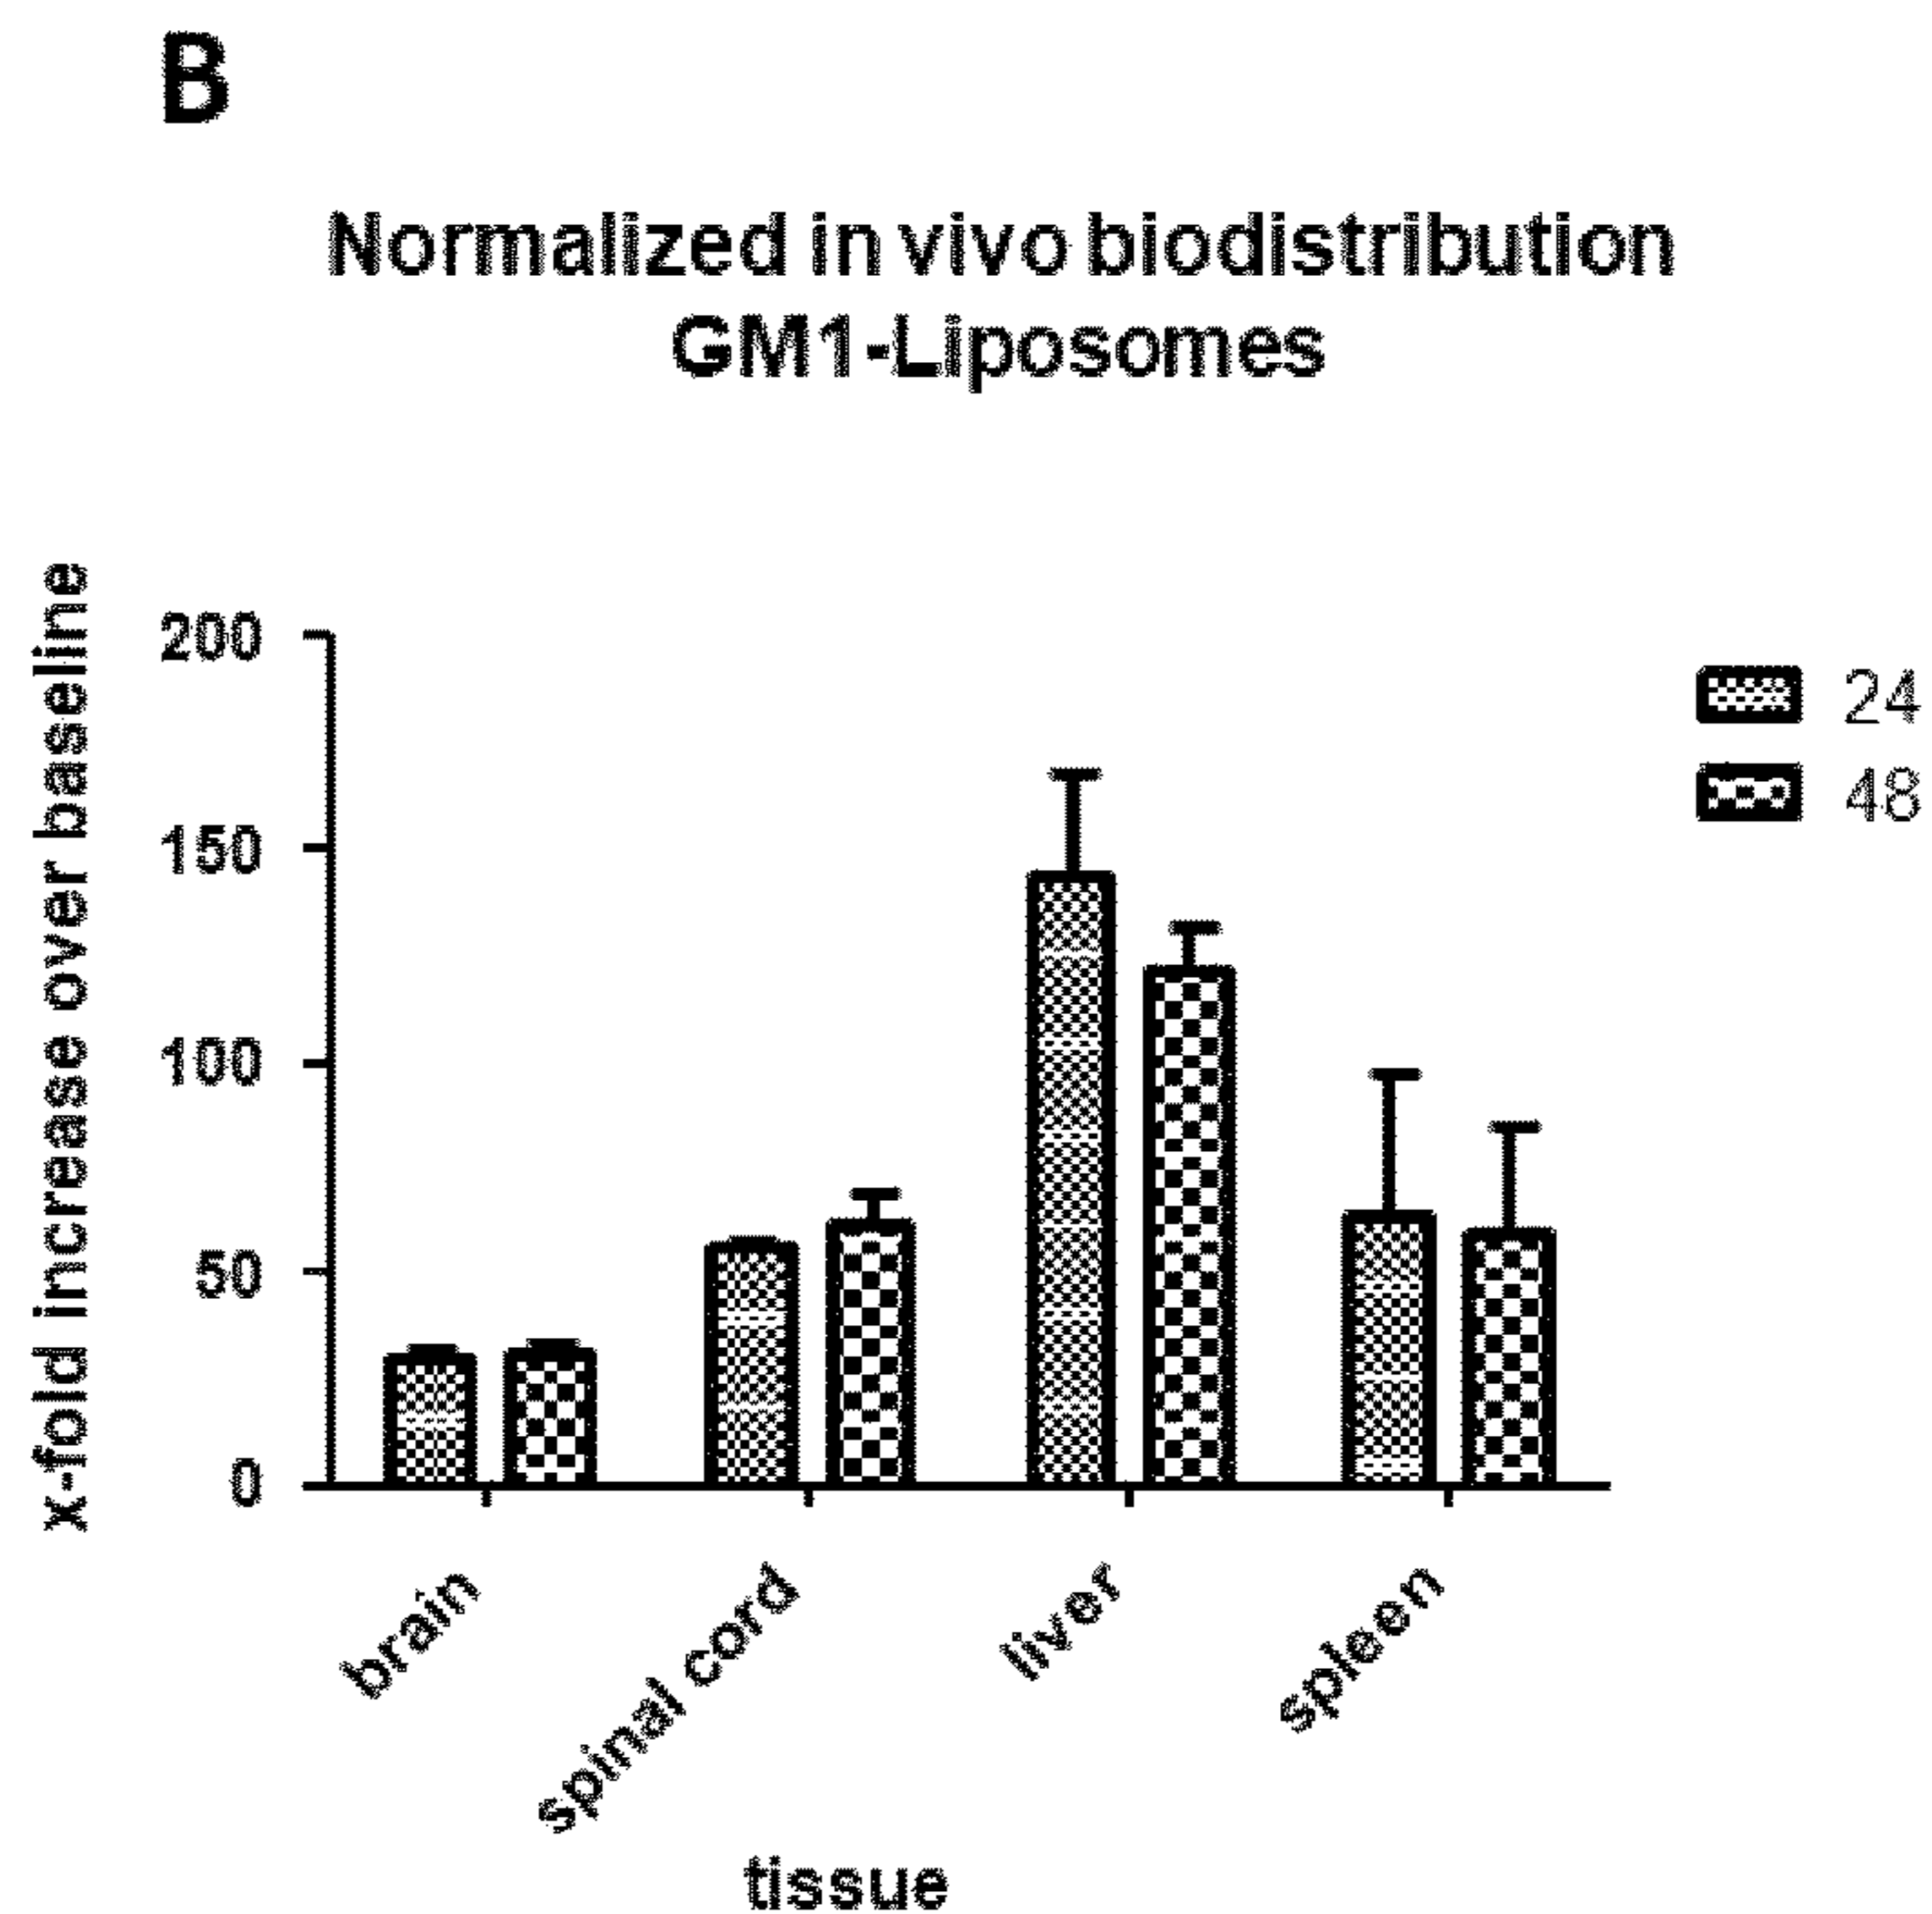 B
Normalized in vivo biodistribution
GM1-Liposomes
x-fold increase over baseline
200
150
100
50
0
24
48
brain
spinal cord
liver
spleen
tissue